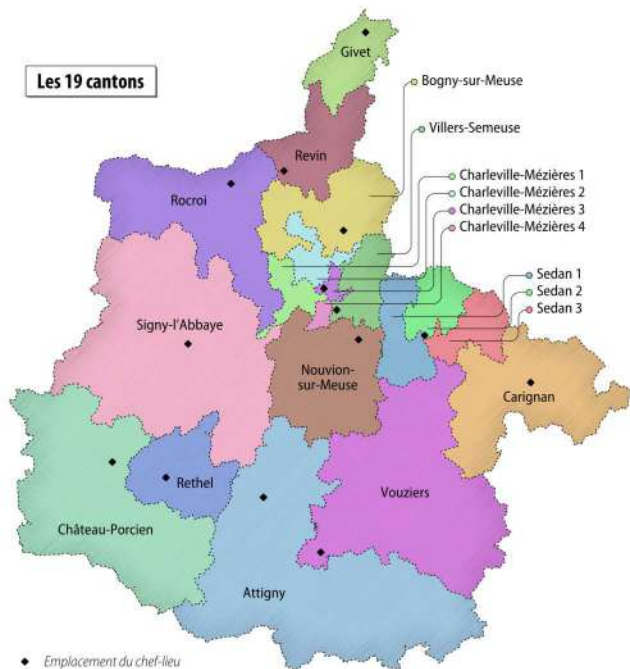 Givet
Les 19 cantons
Bogny-sur-Meuse
Villers-Semeuse
Revin
Charleville-Mézières 1
Charleville-Mézières 2
Charleville-Mézières 3
Charleville-Mézières 4
Rocroi
Sedan 1
Sedan 2
Sedan 3
Signy-l'Abbaye
Nouvion-
sur-Meuse
Carignan
Rethel
Vouziers
Château-Porcien
Attigny
Emplacement du chef-lieu